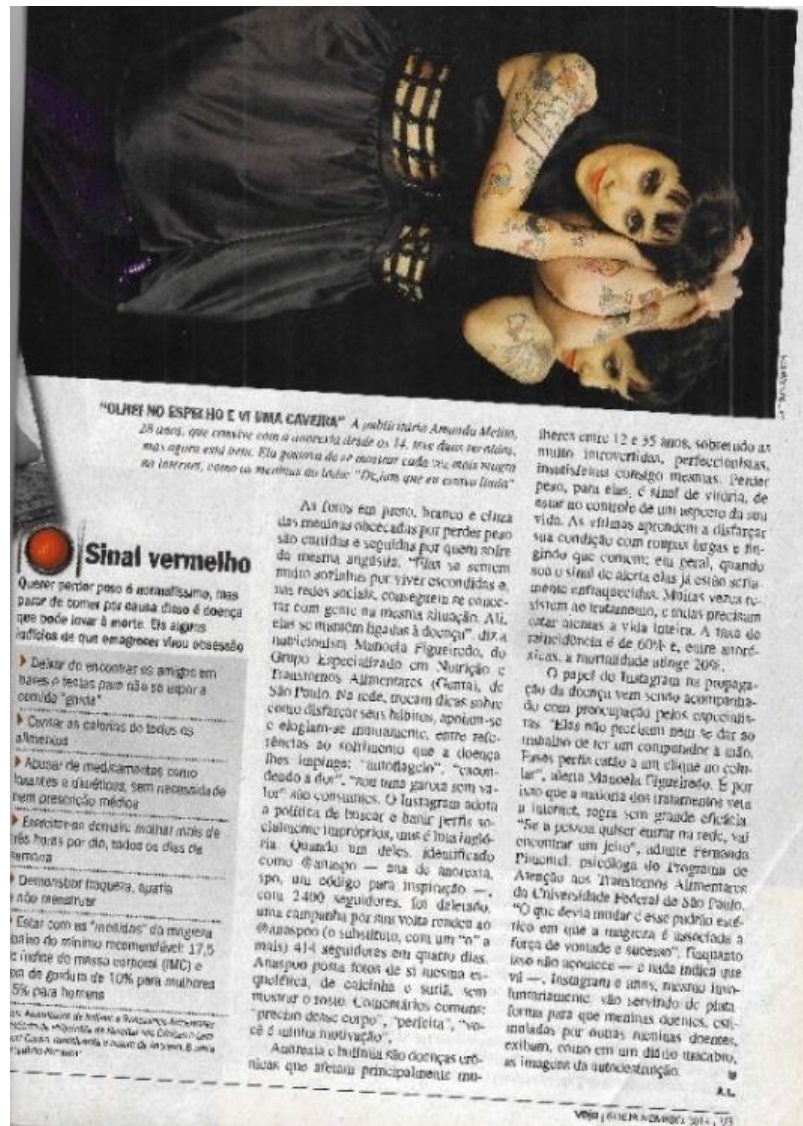 "OLHEI NO ESPELHO E VI UMA CAVEIRA" A publicitária Amanda
28 anos, que convive com a anorexia desde os 14, teve duas
mas agora está bem. Ela gostava de se mostrar cada vez mais magra
na internet, como as meninas ao lado: "Dejam que eu estava linda"
Sinal vermelho
Querer perder peso é normalíssimo, mas
parar de comer por causa disso é doença
que pode levar à morte. Eis alguns
indícios de que emagrecer virou obsessão
Deixar de encontrar os amigos em
bares e festas para não se expor a
comida "gorda"
Contar as calorias de todos os
alimentos
Abusar de medicamentos como
laxantes e diuréticos, sem necessidade
nem prescrição médica
Exercitar-se demais: malhar mais de
três horas por dia, todos os dias da
semana
Demonstrar fraqueza, apatia
e não menstruar
Estar com as "medidas" da magreza
abaixo do mínimo recomendável: 17,5
índice de massa corporal (IMC) e
de gordura de 10% para mulheres
5% para homens
As fotos em preto, branco e cinza
das meninas obcecadas por perder peso
são curtidas e seguidas por quem sofre
da mesma angústia. "Elas se sentem
muito sozinhas por viver escondidas e,
nas redes sociais, conseguem se conec-
tar com gente na mesma situação. Ali,
elas se mantêm ligadas à doença", diz a
nutricionista Manoela Figueiredo, do
Grupo Especializado em Nutrição e
Transtornos Alimentares (Genta), de
São Paulo. Na rede, trocam dicas sobre
como disfarçar seus hábitos, apoiam-se
e elogiam-se mutuamente, entre refe-
rências ao sofrimento que a doença
lhes impinge: "autoflagelo", "escon-
dendo a dor", "sou uma garota sem va-
lor" são constantes. O Instagram adota
a política de buscar e banir perfis so-
cialmente impróprios, mas é luta ingló-
ria. Quando um deles, identificado
como @anaspo — ana de anorexia,
spo, um código para inspiração —,
com 2400 seguidores, foi deletado,
uma campanha por sua volta rendeu ao
@anaspoo (o substituto, com um "o" a
mais) 414 seguidores em quatro dias.
Anaspoo posta fotos de si mesma es-
quelética, de calcinha e sutiã, sem
mostrar o rosto. Comentários comuns:
"preciso desse corpo", "perfeita", "vo-
cê é minha motivação".
Anorexia e bulimia são doenças crô-
nicas que afetam principalmente mu-
lheres entre 12 e 35 anos, sobretudo as
muito introvertidas, perfeccionistas,
insatisfeitas consigo mesmas. Perder
peso, para elas, é sinal de vitória, de
estar no controle de um aspecto da sua
vida. As vítimas aprendem a disfarçar
sua condição com roupas largas e fin-
gindo que comem; em geral, quando
soa o sinal de alerta elas já estão seria-
mente enfraquecidas. Muitas vezes re-
sistem ao tratamento, e todas precisam
estar atentas a vida inteira. A taxa de
reincidência é de 60% e, entre anoré-
xicas, a mortalidade atinge 20%.
O papel do Instagram na propaga-
ção da doença vem sendo acompanha-
do com preocupação pelos especialis-
tas. "Elas não precisam nem se dar ao
trabalho de ter um computador à mão.
Esses perfis estão a um clique no celu-
lar", alerta Manoela Figueiredo. É por
isso que a maioria dos tratamentos veta
a internet, regra sem grande eficácia.
"Se a pessoa quiser entrar na rede, vai
encontrar um jeito", admite Fernanda
Pimentel, psicóloga do Programa de
Atenção aos Transtornos Alimentares
da Universidade Federal de São Paulo.
"O que devia mudar é esse padrão esté-
tico em que a magreza é associada a
força de vontade e sucesso". Enquanto
isso não acontece — e nada indica que
vá —, Instagram e anas, mesmo invo-
luntariamente, vão servindo de plata-
forma para que meninas doentes, esti-
muladas por outras meninas doentes,
exibam, como em um diário macabro,
as imagens da autodestruição.